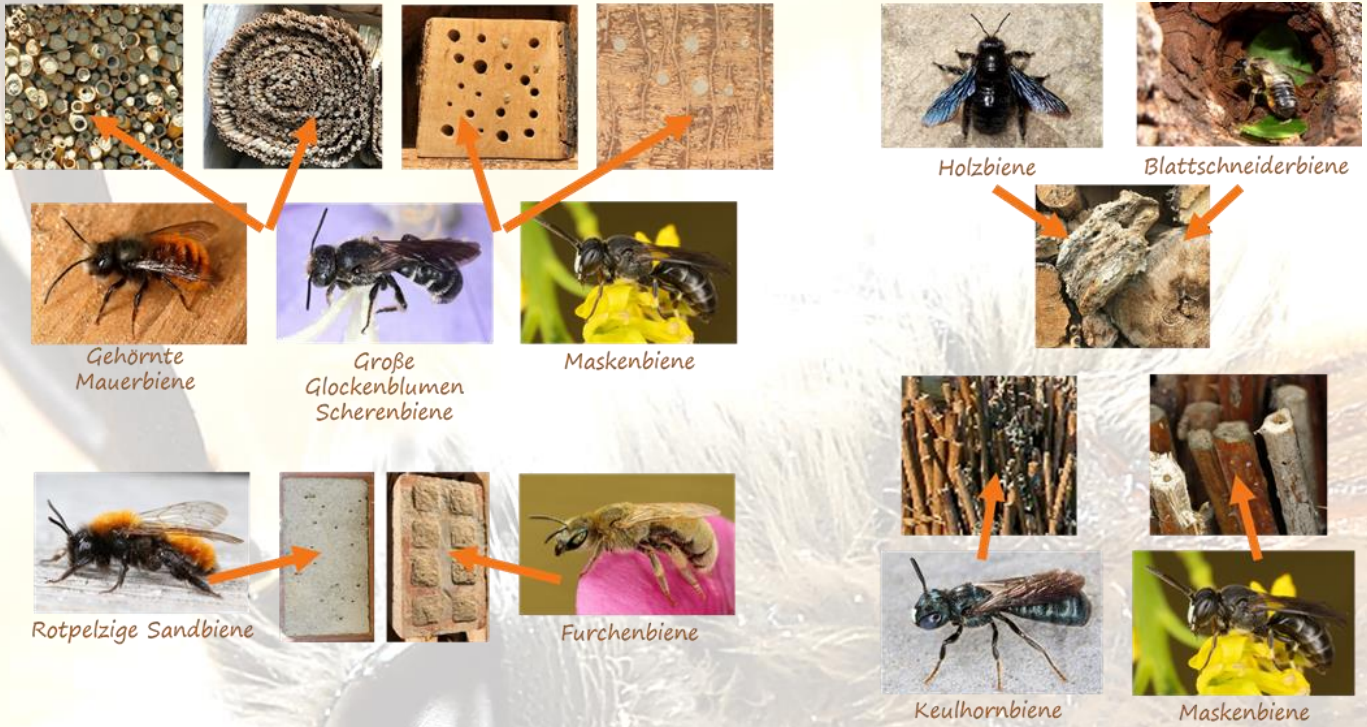 Holzbiene
Blattschneiderbiene
Gehörnte
Mauerbiene
Große
Glockenblumen
Scherenbiene
Maskenbiene
Rotpelzige Sandbiene
Furchenbiene
Keulhornbiene
Maskenbiene